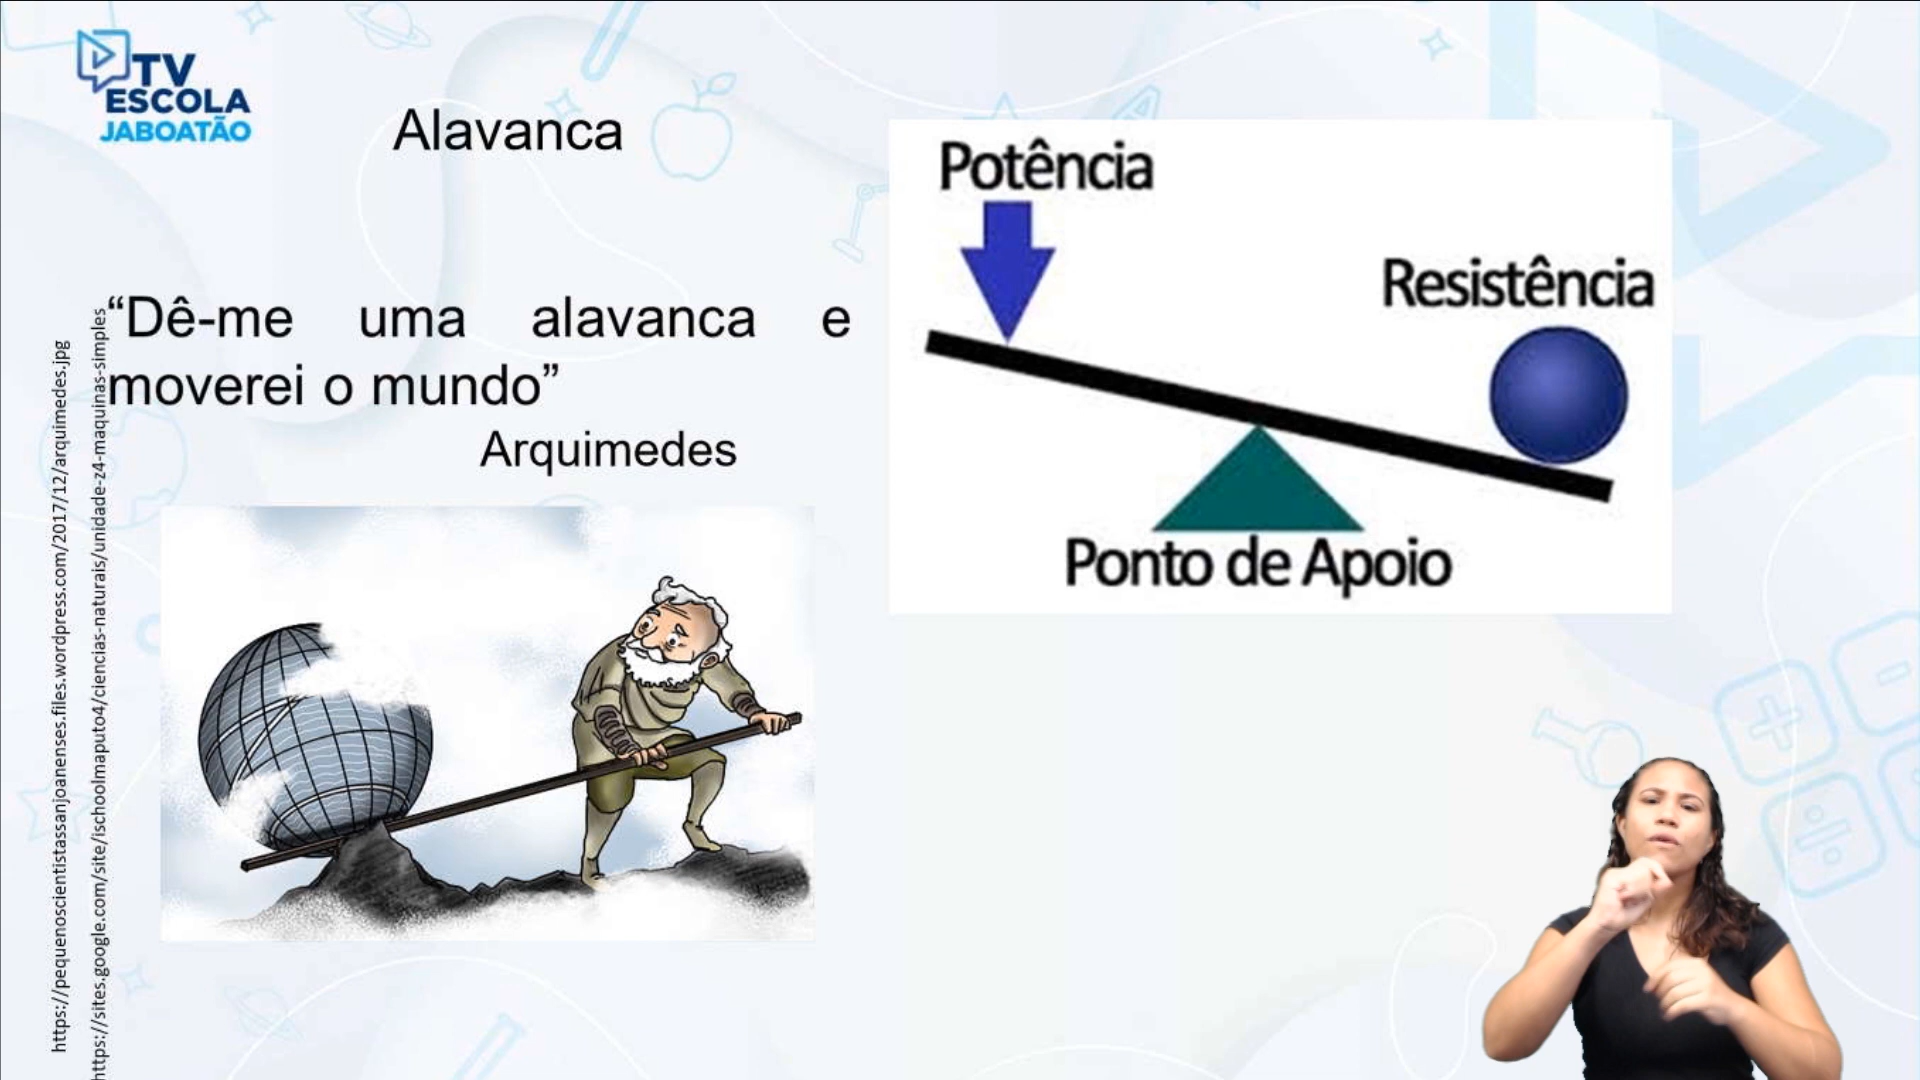 TV
ESCOLA
JABOATÃO
Alavanca
“Dê-me uma alavanca e
moverei o mundo”
Arquimedes
Potência
Resistência
Ponto de Apoio
https://pequenoscientistassanjoanenses.files.wordpress.com/2017/12/arquimedes.jpg
https://sites.google.com/site/ischoolmaputo4/ciencias-naturais/unidade-z4-maquinas-simples